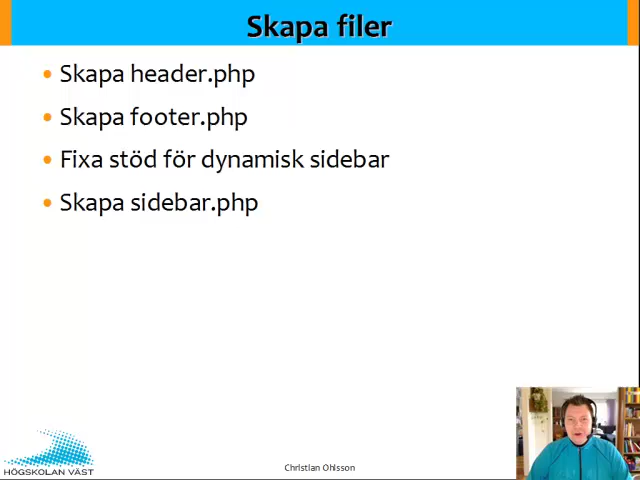 Skapa filer
Skapa header.php
Skapa footer.php
Fixa stöd för dynamisk sidebar
Skapa sidebar.php
HÖGSKOLAN VÄST
Christian Ohlsson